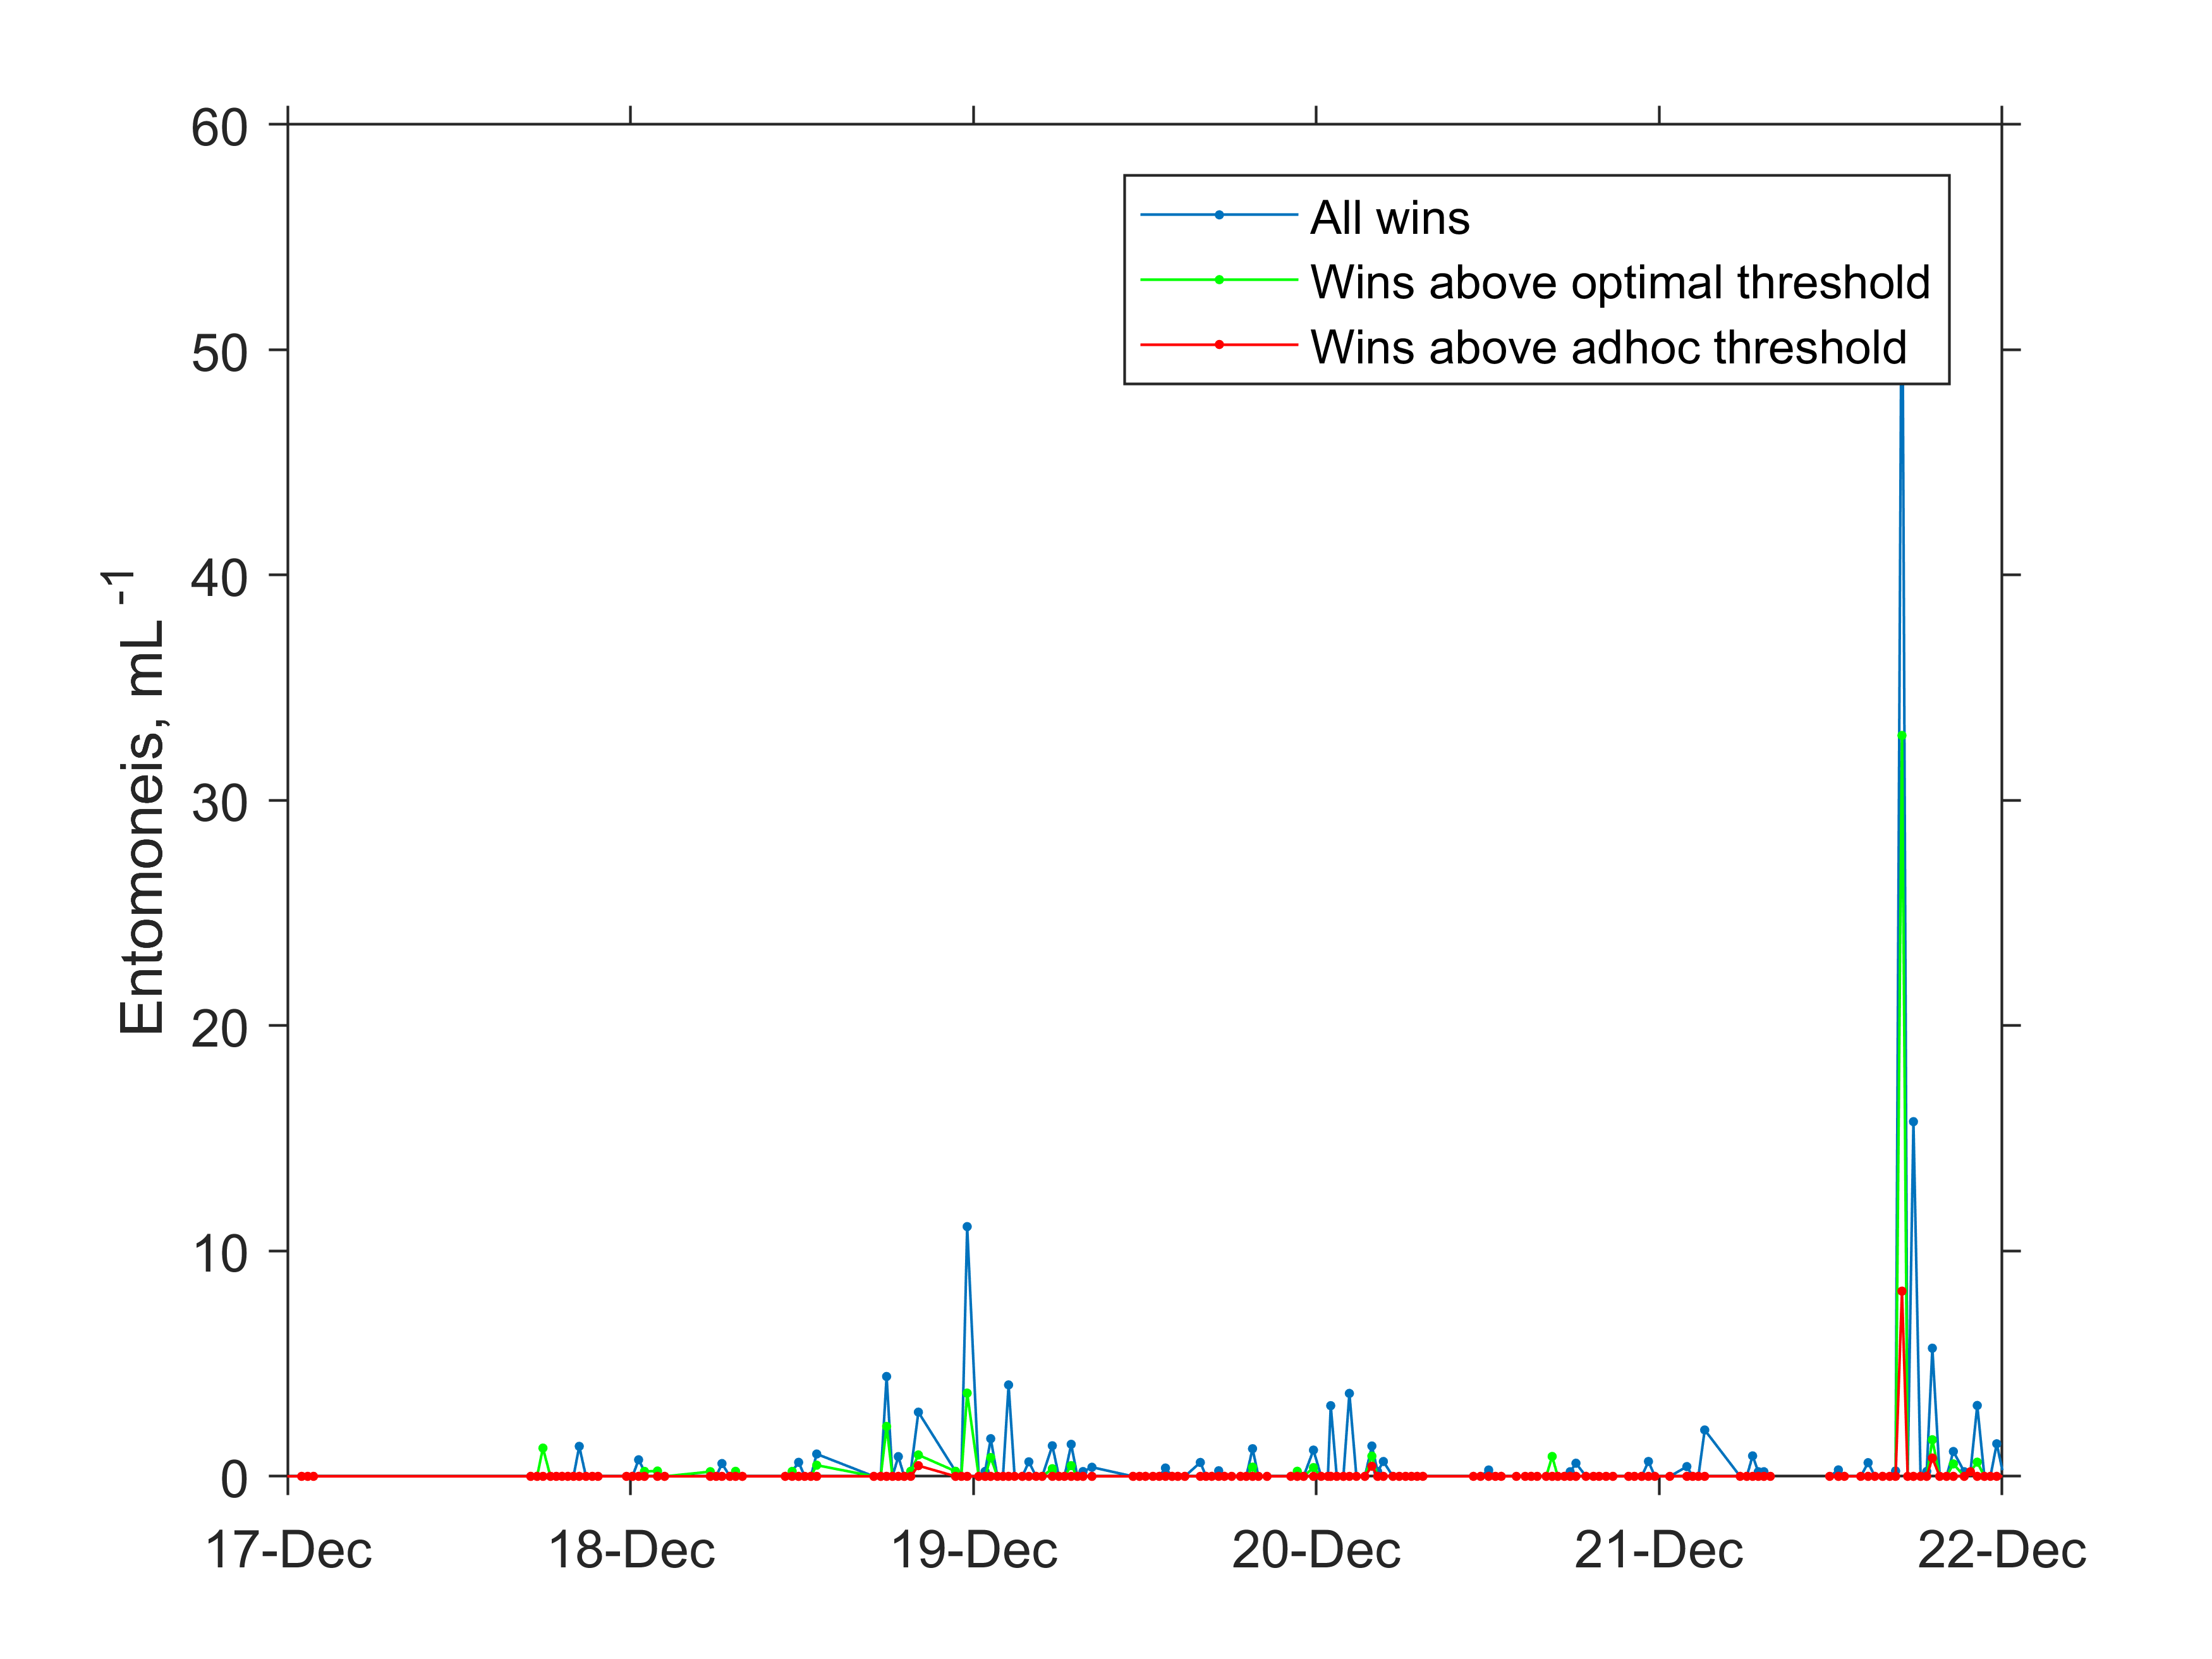 60
50
40
30
20
10
0
Entomoneis, mL -1
All wins
Wins above optimal threshold
Wins above adhoc threshold
17-Dec
18-Dec
19-Dec
20-Dec
21-Dec
22-Dec